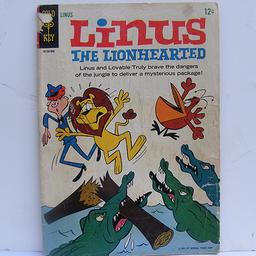 GOLD
KEY
LINUS
12¢
LINUS
THE LIONHEARTED
Linus and Lovable Truly brave the dangers
of the jungle to deliver a mysterious package!